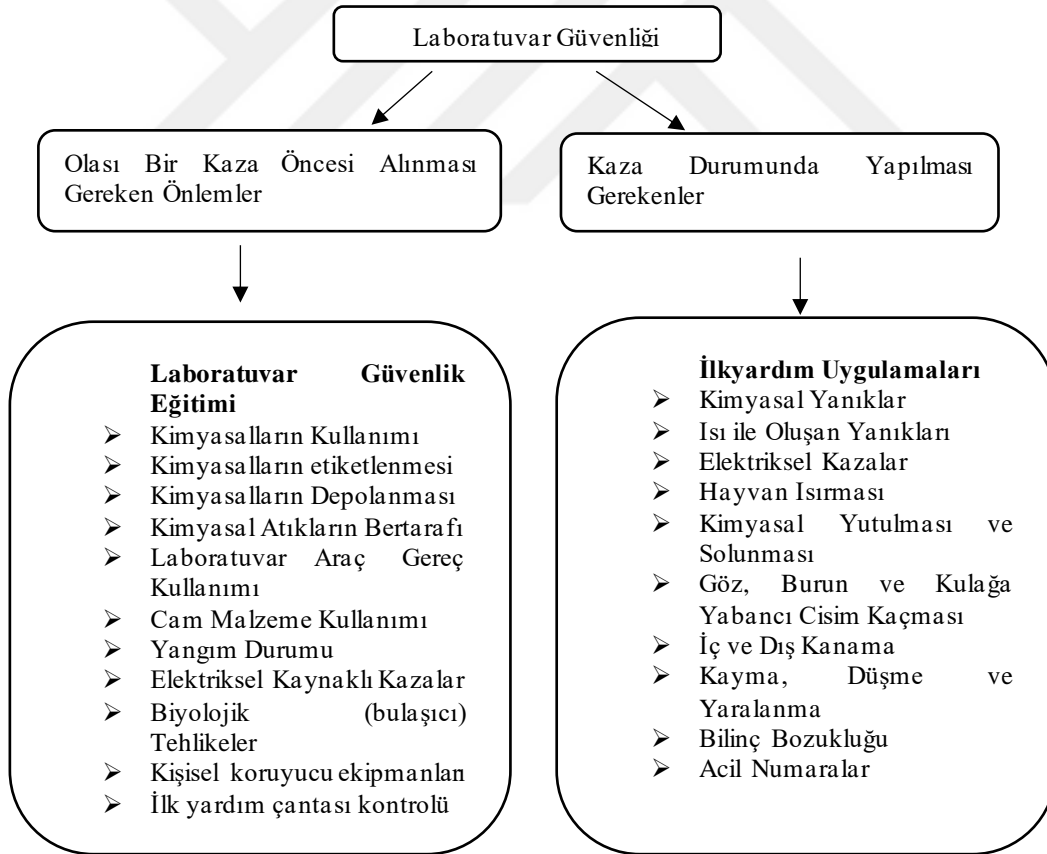 Laboratuvar Güvenliği
Olası Bir Kaza Öncesi Alınması
Gereken Önlemler
Kaza Durumunda Yapılması
Gerekenler
Laboratuvar Güvenlik
Eğitimi
➢ Kimyasalların Kullanımı
➢ Kimyasalların etiketlenmesi
➢ Kimyasalların Depolanması
➢ Kimyasal Atıkların Bertarafı
➢ Laboratuvar Araç Gereç
Kullanımı
➢ Cam Malzeme Kullanımı
➢ Yangım Durumu
➢ Elektriksel Kaynaklı Kazalar
➢ Biyolojik (bulaşıcı)
Tehlikeler
➢ Kişisel koruyucu ekipmanları
➢ İlk yardım çantası kontrolü
İlkyardım Uygulamaları
➢ Kimyasal Yanıklar
➢ Isı ile Oluşan Yanıkları
➢ Elektriksel Kazalar
➢ Hayvan Isırması
➢ Kimyasal Yutulması ve
Solunması
➢ Göz, Burun ve Kulağa
Yabancı Cisim Kaçması
➢ İç ve Dış Kanama
➢ Kayma, Düşme ve
Yaralanma
➢ Bilinç Bozukluğu
➢ Acil Numaralar